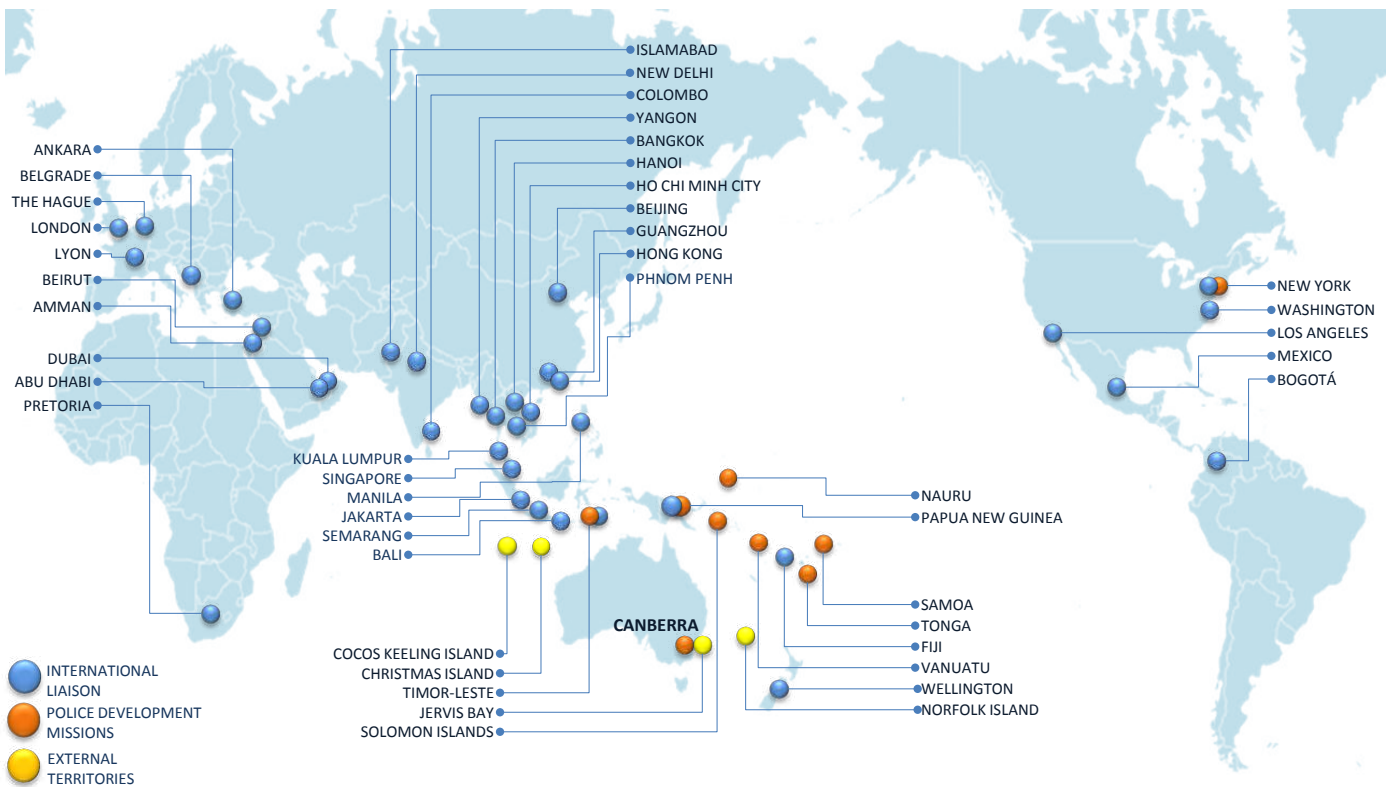 ISLAMABAD
NEW DELHI
COLOMBO
YANGON
BANGKOK
HANOI
HO CHI MINH CITY
BEIJING
GUANGZHOU
HONG KONG
PHNOM PENH
ANKARA
BELGRADE
THE HAGUE
LONDON
LYON
BEIRUT
AMMAN
DUBAI
ABU DHABI
PRETORIA
NEW YORK
WASHINGTON
LOS ANGELES
MEXICO
BOGOTÁ
KUALA LUMPUR
SINGAPORE
MANILA
JAKARTA
SEMARANG
BALI
NAURU
PAPUA NEW GUINEA
SAMOA
TONGA
FIJI
VANUATU
WELLINGTON
NORFOLK ISLAND
CANBERRA
COCOS KEELING ISLAND
CHRISTMAS ISLAND
TIMOR-LESTE
JERVIS BAY
SOLOMON ISLANDS
INTERNATIONAL
LIAISON
POLICE DEVELOPMENT
MISSIONS
EXTERNAL
TERRITORIES